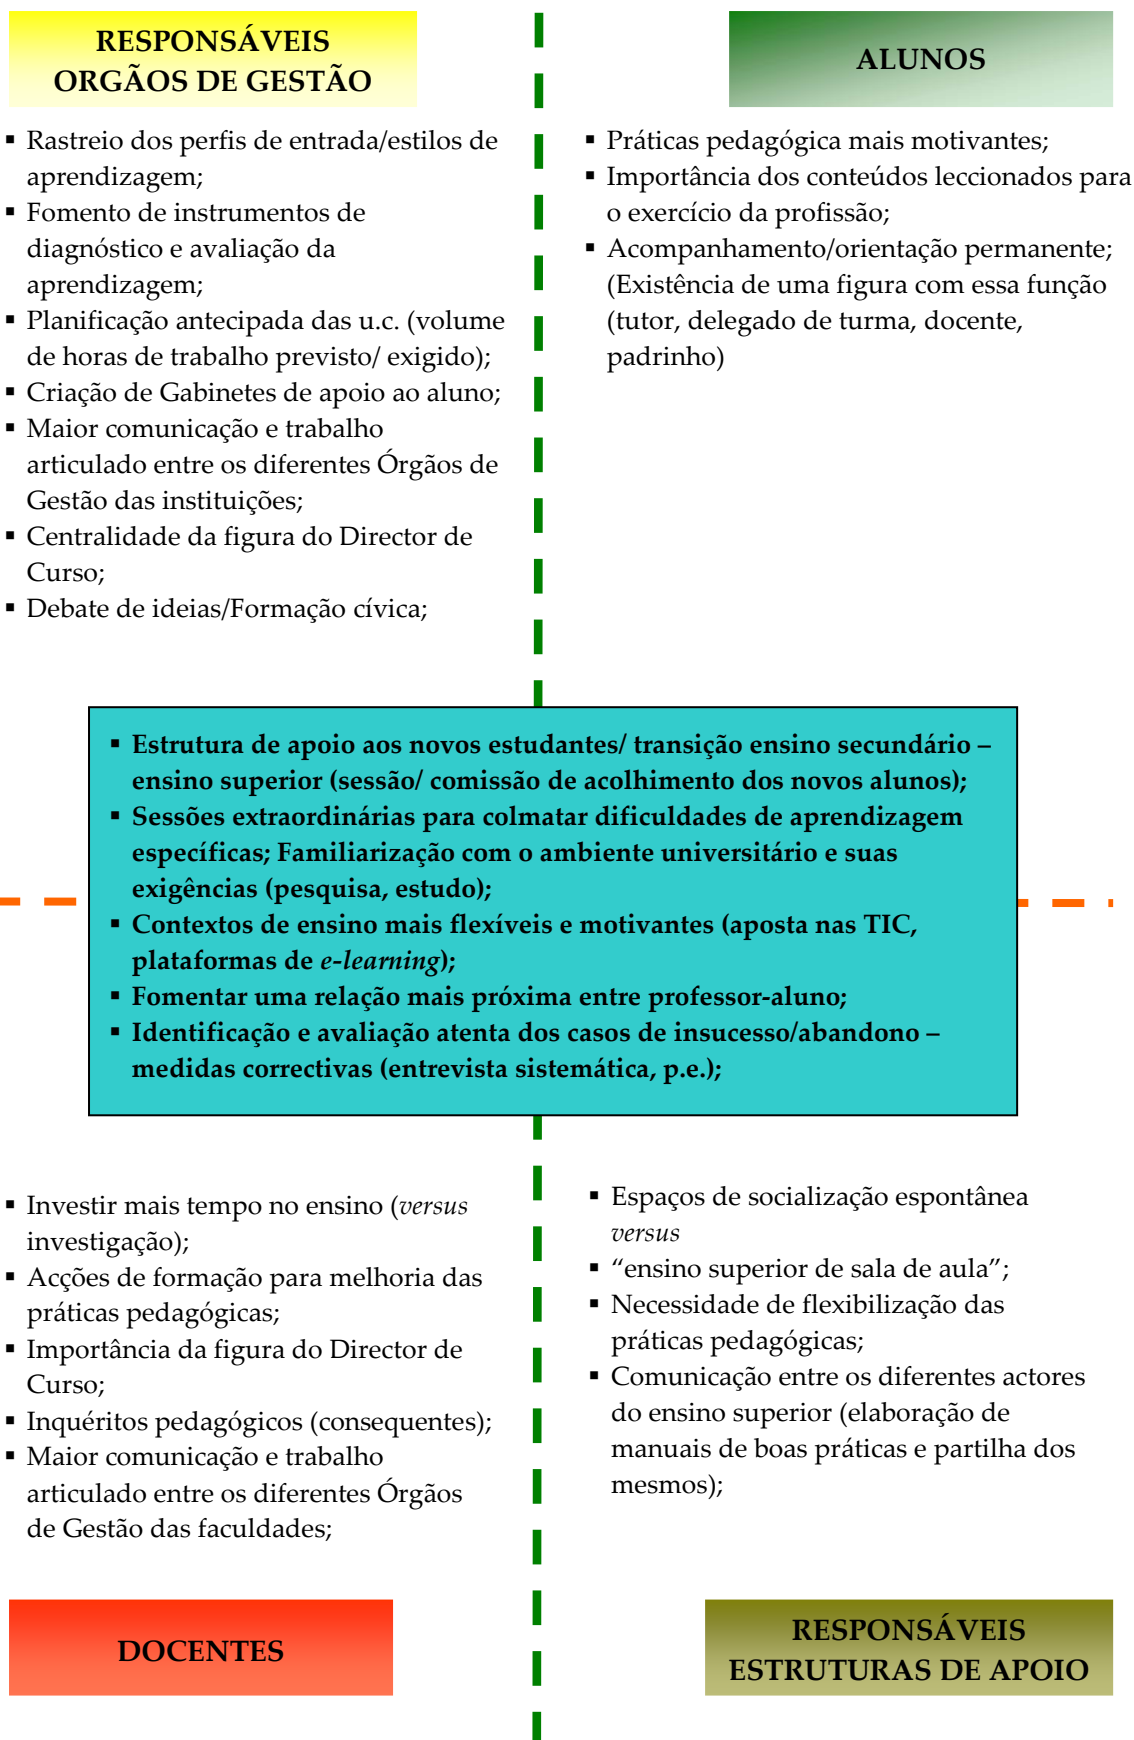 RESPONSÁVEIS
ORGÃOS DE GESTÃO
▪ Rastreio dos perfis de entrada/estilos de
aprendizagem;
▪ Fomento de instrumentos de
diagnóstico e avaliação da
aprendizagem;
▪ Planificação antecipada das u.c. (volume
de horas de trabalho previsto/ exigido);
▪ Criação de Gabinetes de apoio ao aluno;
▪ Maior comunicação e trabalho
articulado entre os diferentes Órgãos de
Gestão das instituições;
▪ Centralidade da figura do Director de
Curso;
▪ Debate de ideias/Formação cívica;
ALUNOS
▪ Práticas pedagógica mais motivantes;
▪ Importância dos conteúdos leccionados para
o exercício da profissão;
▪ Acompanhamento/orientação permanente;
(Existência de uma figura com essa função
(tutor, delegado de turma, docente,
padrinho)
▪ Estrutura de apoio aos novos estudantes/ transição ensino secundário –
ensino superior (sessão/ comissão de acolhimento dos novos alunos);
▪ Sessões extraordinárias para colmatar dificuldades de aprendizagem
específicas; Familiarização com o ambiente universitário e suas
exigências (pesquisa, estudo);
▪ Contextos de ensino mais flexíveis e motivantes (aposta nas TIC,
plataformas de e-learning);
▪ Fomentar uma relação mais próxima entre professor-aluno;
▪ Identificação e avaliação atenta dos casos de insucesso/abandono –
medidas correctivas (entrevista sistemática, p.e.);
▪ Investir mais tempo no ensino (versus
investigação);
▪ Acções de formação para melhoria das
práticas pedagógicas;
▪ Importância da figura do Director de
Curso;
▪ Inquéritos pedagógicos (consequentes);
▪ Maior comunicação e trabalho
articulado entre os diferentes Órgãos
de Gestão das faculdades;
DOCENTES
▪ Espaços de socialização espontânea
versus
▪ “ensino superior de sala de aula”;
▪ Necessidade de flexibilização das
práticas pedagógicas;
▪ Comunicação entre os diferentes actores
do ensino superior (elaboração de
manuais de boas práticas e partilha dos
mesmos);
RESPONSÁVEIS
ESTRUTURAS DE APOIO